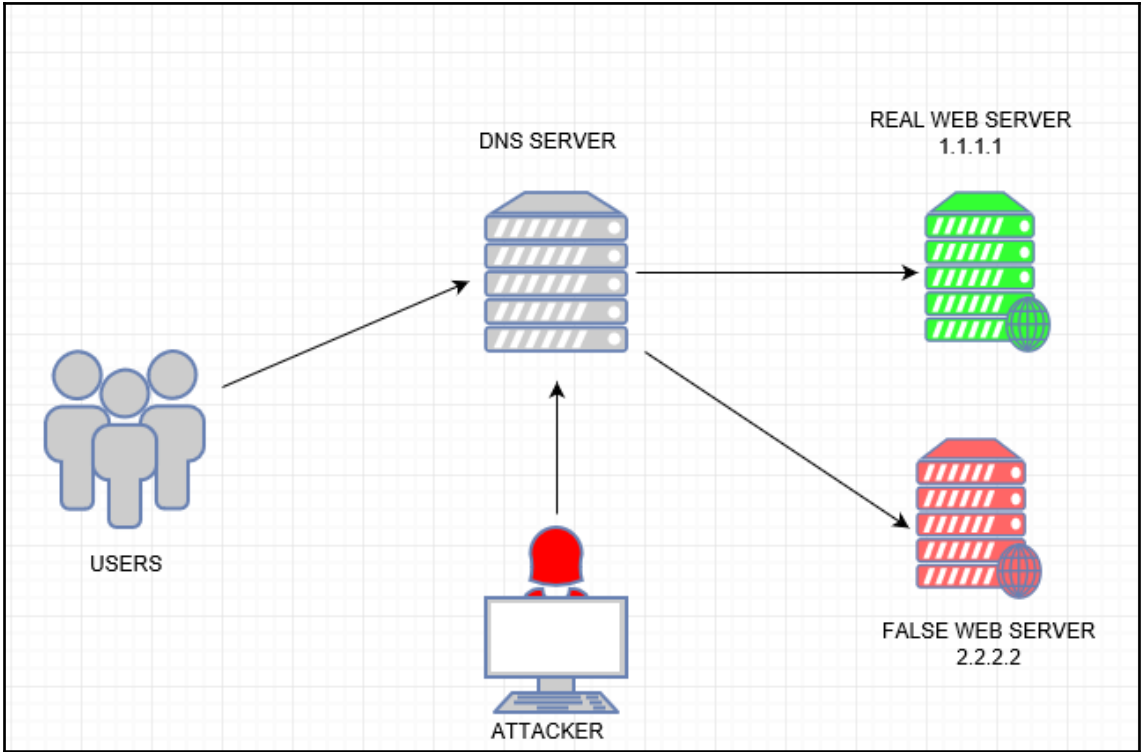 DNS SERVER
REAL WEB SERVER
1.1.1.1
USERS
FALSE WEB SERVER
2.2.2.2
ATTACKER